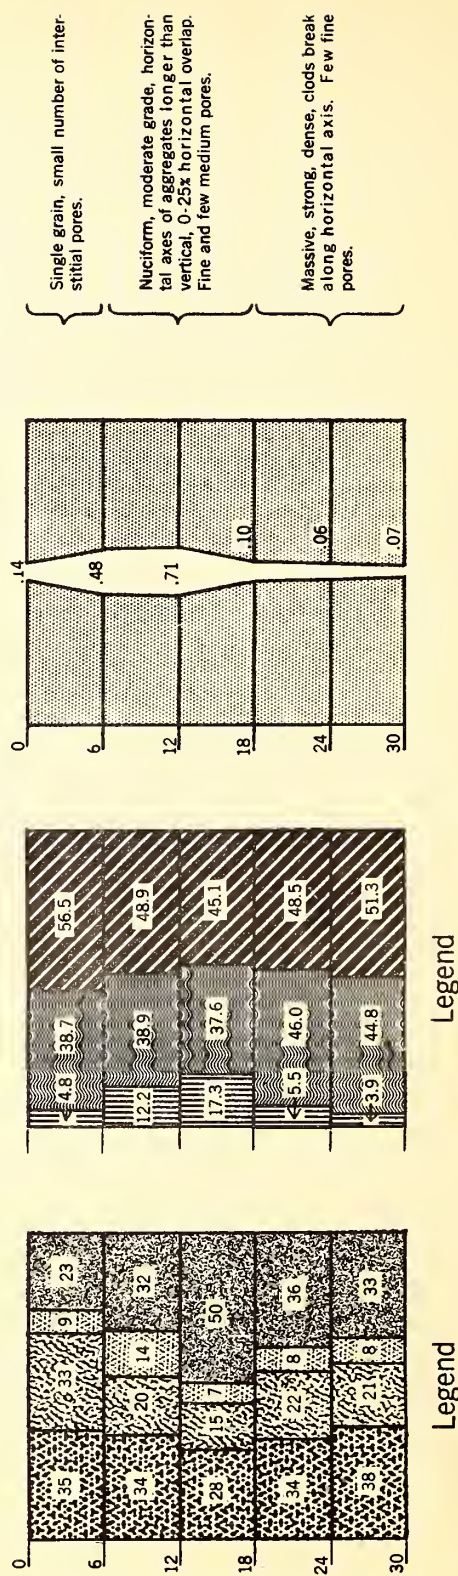 0
6
12
18
24
30
35 33 9 23
34 20 14 32
28 15 7 50
34 22 8 36
38 21 8 33
Legend
4.8 38.7 56.5
12.2 38.9 48.9
17.3 37.6 45.1
5.5 46.0 48.5
3.9 44.8 51.3
Legend
0
6
12
18
24
30
.14
.48
.71
.10
.06
.07
Single grain, small number of inter-
stitial pores.
Nuciform, moderate grade, horizon-
tal axes of aggregates longer than
vertical, 0-25% horizontal overlap.
Fine and few medium pores.
Massive, strong, dense, clods break
along horizontal axis. Few fine
pores.